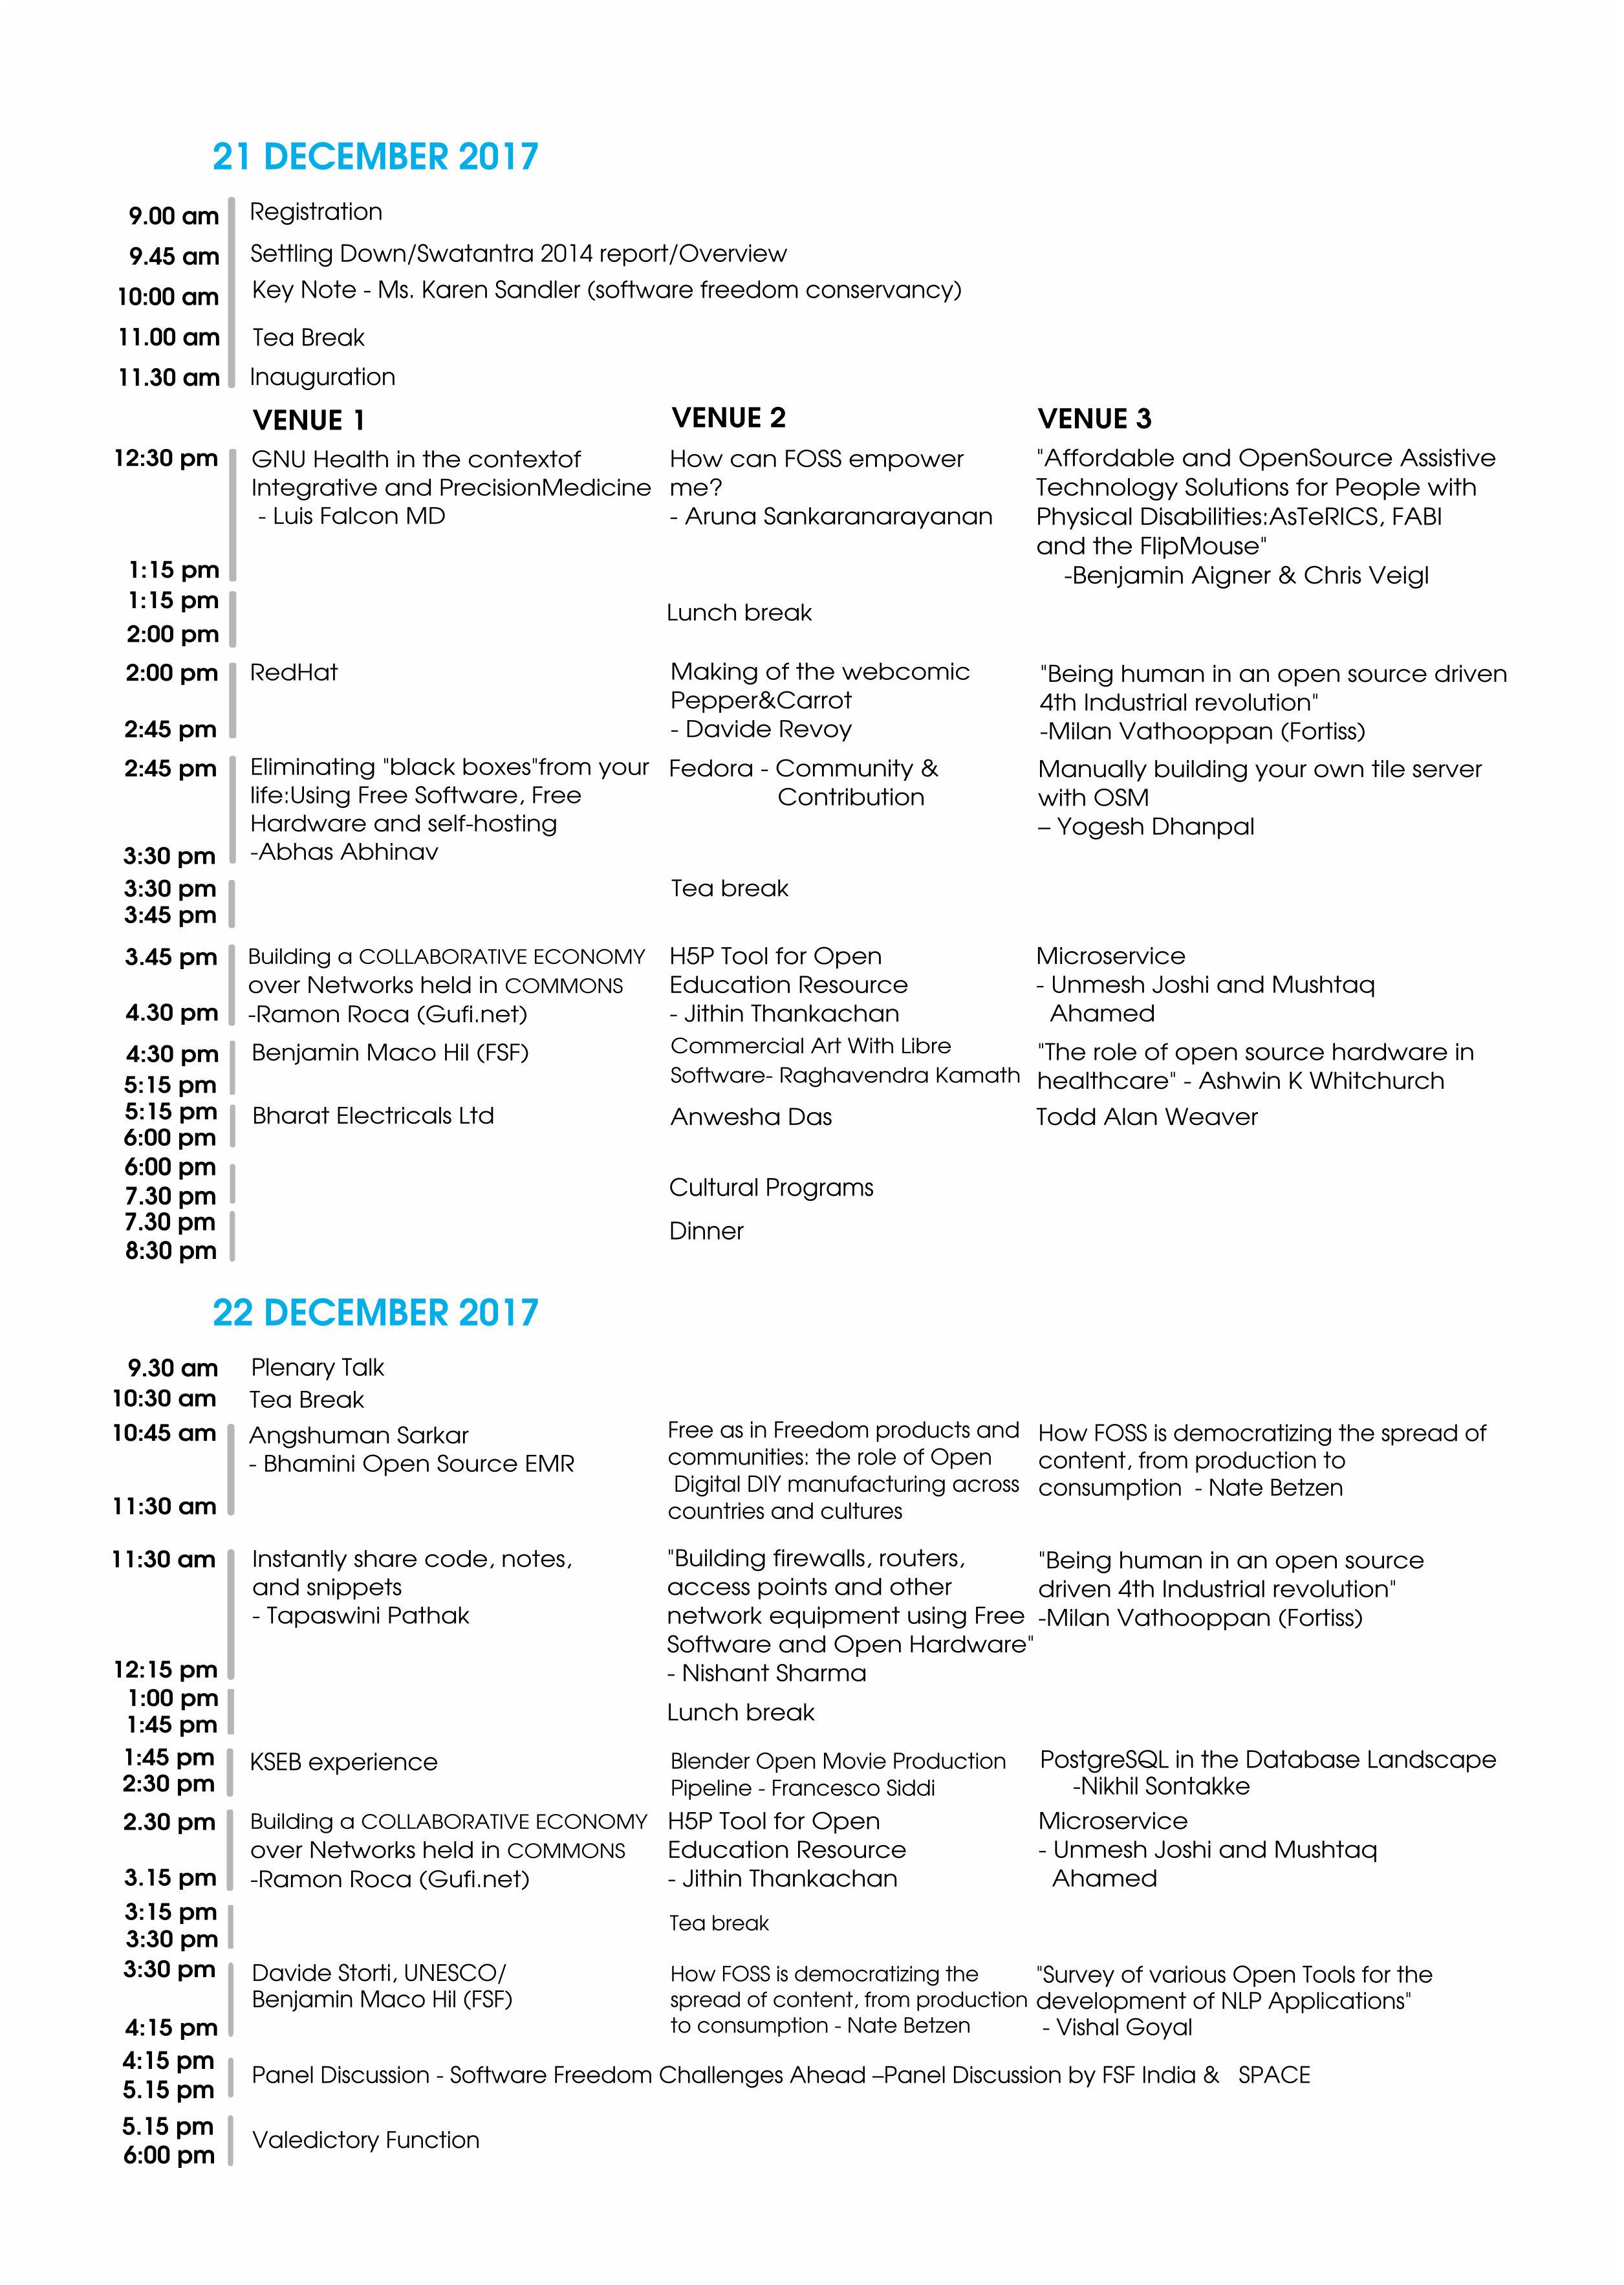 21 DECEMBER 2017
9.00 am Registration
9.45 am Settling Down/Swatantra 2014 report/Overview
10:00 am Key Note - Ms. Karen Sandler (software freedom conservancy)
11.00 am Tea Break
11.30 am Inauguration
VENUE 1 VENUE 2 VENUE 3
12:30 pm
1:15 pm
GNU Health in the contextof
Integrative and PrecisionMedicine
- Luis Falcon MD
How can FOSS empower
me?
- Aruna Sankaranarayanan
"Affordable and OpenSource Assistive
Technology Solutions for People with
Physical Disabilities:AsTeRICS, FABI
and the FlipMouse"
-Benjamin Aigner & Chris Veigl
1:15 pm
2:00 pm
Lunch break
2:00 pm
2:45 pm
RedHat
Making of the webcomic
Pepper&Carrot
- Davide Revoy
"Being human in an open source driven
4th Industrial revolution"
-Milan Vathooppan (Fortiss)
2:45 pm
3:30 pm
Eliminating "black boxes"from your
life:Using Free Software, Free
Hardware and self-hosting
-Abhas Abhinav
Fedora - Community &
Contribution
Manually building your own tile server
with OSM
– Yogesh Dhanpal
3:30 pm
3:45 pm
Tea break
3.45 pm
4.30 pm
Building a COLLABORATIVE ECONOMY
over Networks held in COMMONS
-Ramon Roca (Gufi.net)
H5P Tool for Open
Education Resource
- Jithin Thankachan
Microservice
- Unmesh Joshi and Mushtaq
Ahamed
4:30 pm
5:15 pm
Benjamin Maco Hil (FSF)
Commercial Art With Libre
Software- Raghavendra Kamath
"The role of open source hardware in
healthcare" - Ashwin K Whitchurch
5:15 pm
6:00 pm
Bharat Electricals Ltd
Anwesha Das
Todd Alan Weaver
6:00 pm
7.30 pm
Cultural Programs
7.30 pm
8:30 pm
Dinner
22 DECEMBER 2017
9.30 am Plenary Talk
10:30 am Tea Break
10:45 am
11:30 am
Angshuman Sarkar
- Bhamini Open Source EMR
Free as in Freedom products and
communities: the role of Open
Digital DIY manufacturing across
countries and cultures
How FOSS is democratizing the spread of
content, from production to
consumption - Nate Betzen
11:30 am
12:15 pm
Instantly share code, notes,
and snippets
- Tapaswini Pathak
"Building firewalls, routers,
access points and other
network equipment using Free
Software and Open Hardware"
- Nishant Sharma
"Being human in an open source
driven 4th Industrial revolution"
-Milan Vathooppan (Fortiss)
1:00 pm
1:45 pm
Lunch break
1:45 pm
2:30 pm
KSEB experience
Blender Open Movie Production
Pipeline - Francesco Siddi
PostgreSQL in the Database Landscape
-Nikhil Sontakke
2.30 pm
3.15 pm
Building a COLLABORATIVE ECONOMY
over Networks held in COMMONS
-Ramon Roca (Gufi.net)
H5P Tool for Open
Education Resource
- Jithin Thankachan
Microservice
- Unmesh Joshi and Mushtaq
Ahamed
3:15 pm
3:30 pm
Tea break
3:30 pm
4:15 pm
Davide Storti, UNESCO/
Benjamin Maco Hil (FSF)
How FOSS is democratizing the
spread of content, from production
to consumption - Nate Betzen
"Survey of various Open Tools for the
development of NLP Applications"
- Vishal Goyal
4:15 pm
5.15 pm
Panel Discussion - Software Freedom Challenges Ahead –Panel Discussion by FSF India & SPACE
5.15 pm
6:00 pm
Valedictory Function